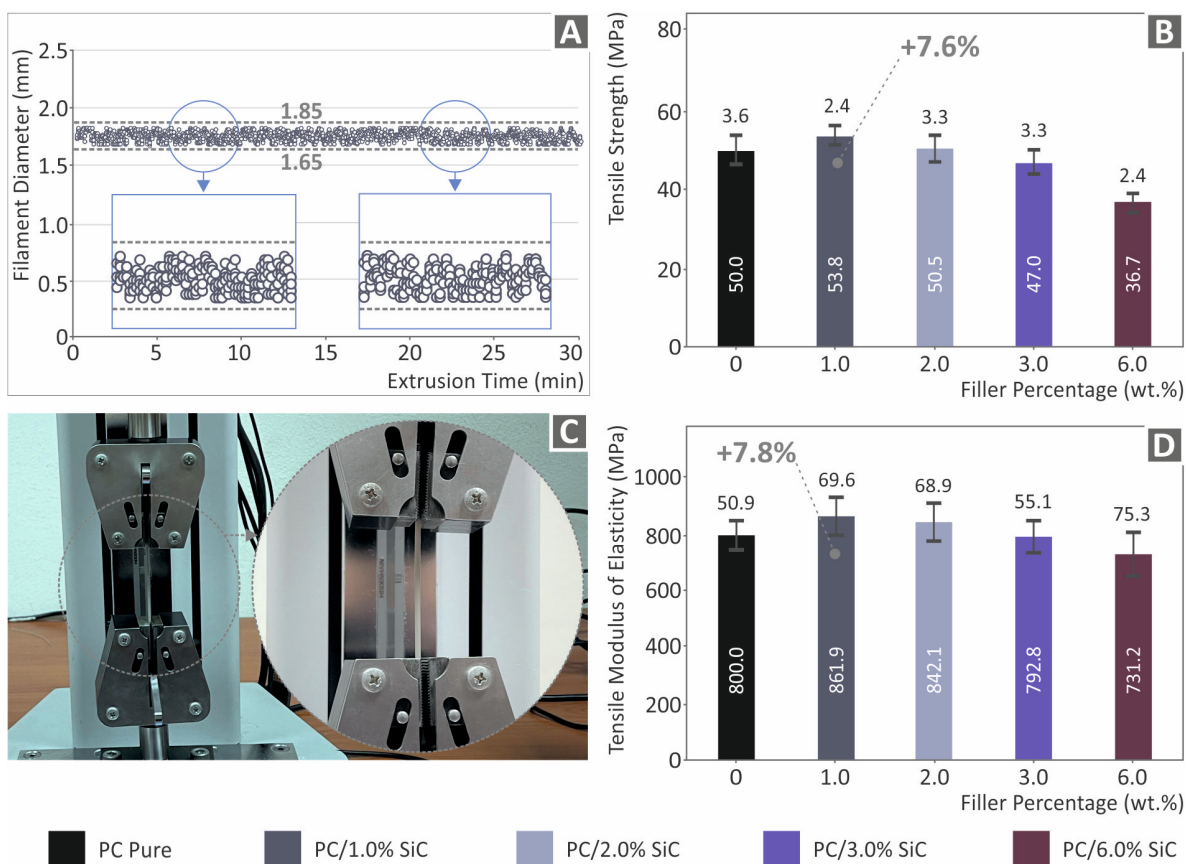 A
Filament Diameter (mm)
2.5
2.0
1.5
1.0
0.5
0
1.85
1.65
0 5 10 15 20 25 30
Extrusion Time (min)
B
Tensile Strength (MPa)
80
60
40
20
0
+7.6%
3.6 2.4 3.3 3.3 2.4
50.0 53.8 50.5 47.0 36.7
0 1.0 2.0 3.0 6.0
Filler Percentage (wt.%)
C
D
Tensile Modulus of Elasticity (MPa)
1000
800
600
400
200
0
+7.8%
50.9 69.6 68.9 55.1 75.3
800.0 861.9 842.1 792.8 731.2
0 1.0 2.0 3.0 6.0
Filler Percentage (wt.%)
PC Pure PC/1.0% SiC PC/2.0% SiC PC/3.0% SiC PC/6.0% SiC